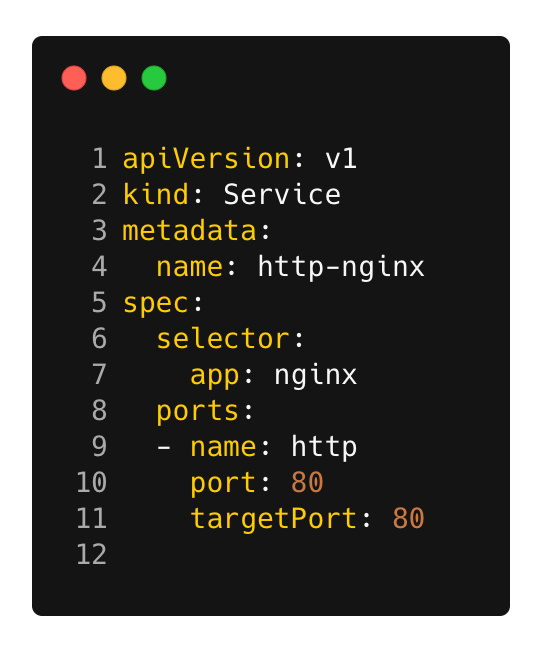 1 apiVersion: v1
2 kind: Service
3 metadata:
4   name: http-nginx
5 spec:
6   selector:
7     app: nginx
8   ports:
9   - name: http
10     port: 80
11     targetPort: 80
12